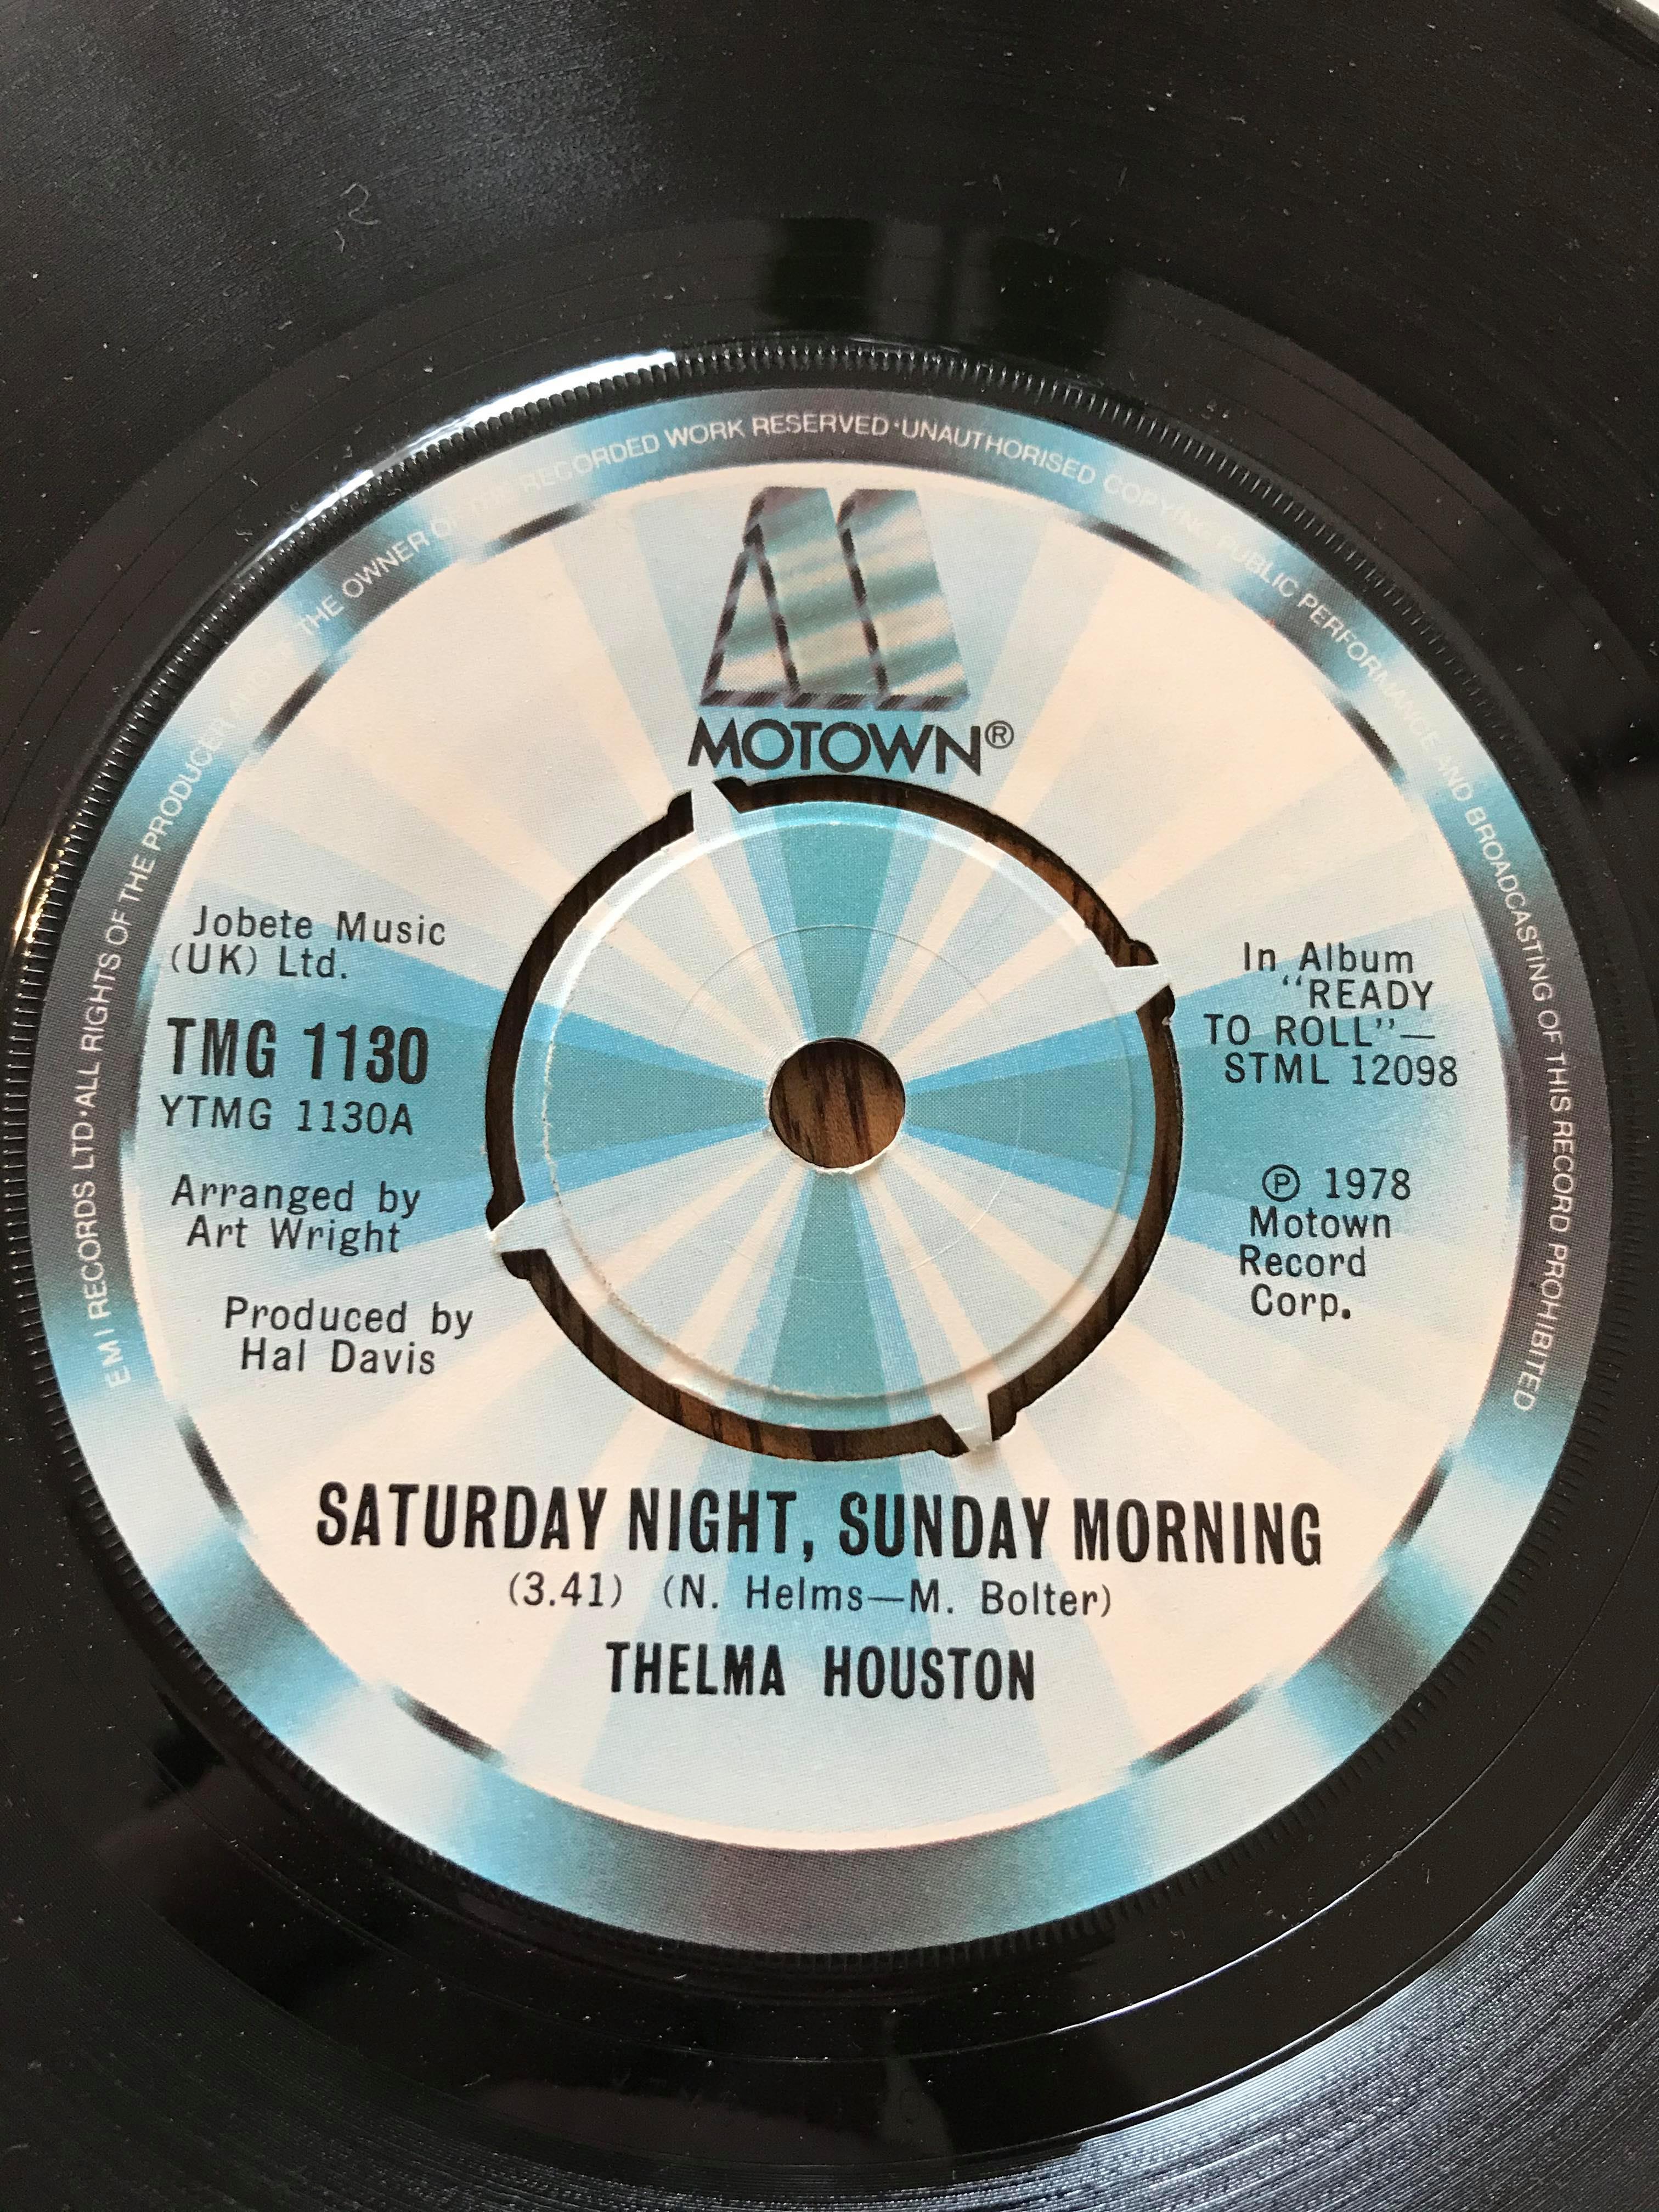 EMI RECORDS LTD·ALL RIGHTS OF THE PRODUCER AND OF THE OWNER OF THE RECORDED WORK RESERVED·UNAUTHORISED COPYING PUBLIC PERFORMANCE AND BROADCASTING OF THIS RECORD PROHIBITED
MOTOWN®
Jobete Music
(UK) Ltd.
TMG 1130
YTMG 1130A
Arranged by
Art Wright
Produced by
Hal Davis
In Album
"READY
TO ROLL"—
STML 12098
℗ 1978
Motown
Record
Corp.
SATURDAY NIGHT, SUNDAY MORNING
(3.41) (N. Helms—M. Bolter)
THELMA HOUSTON